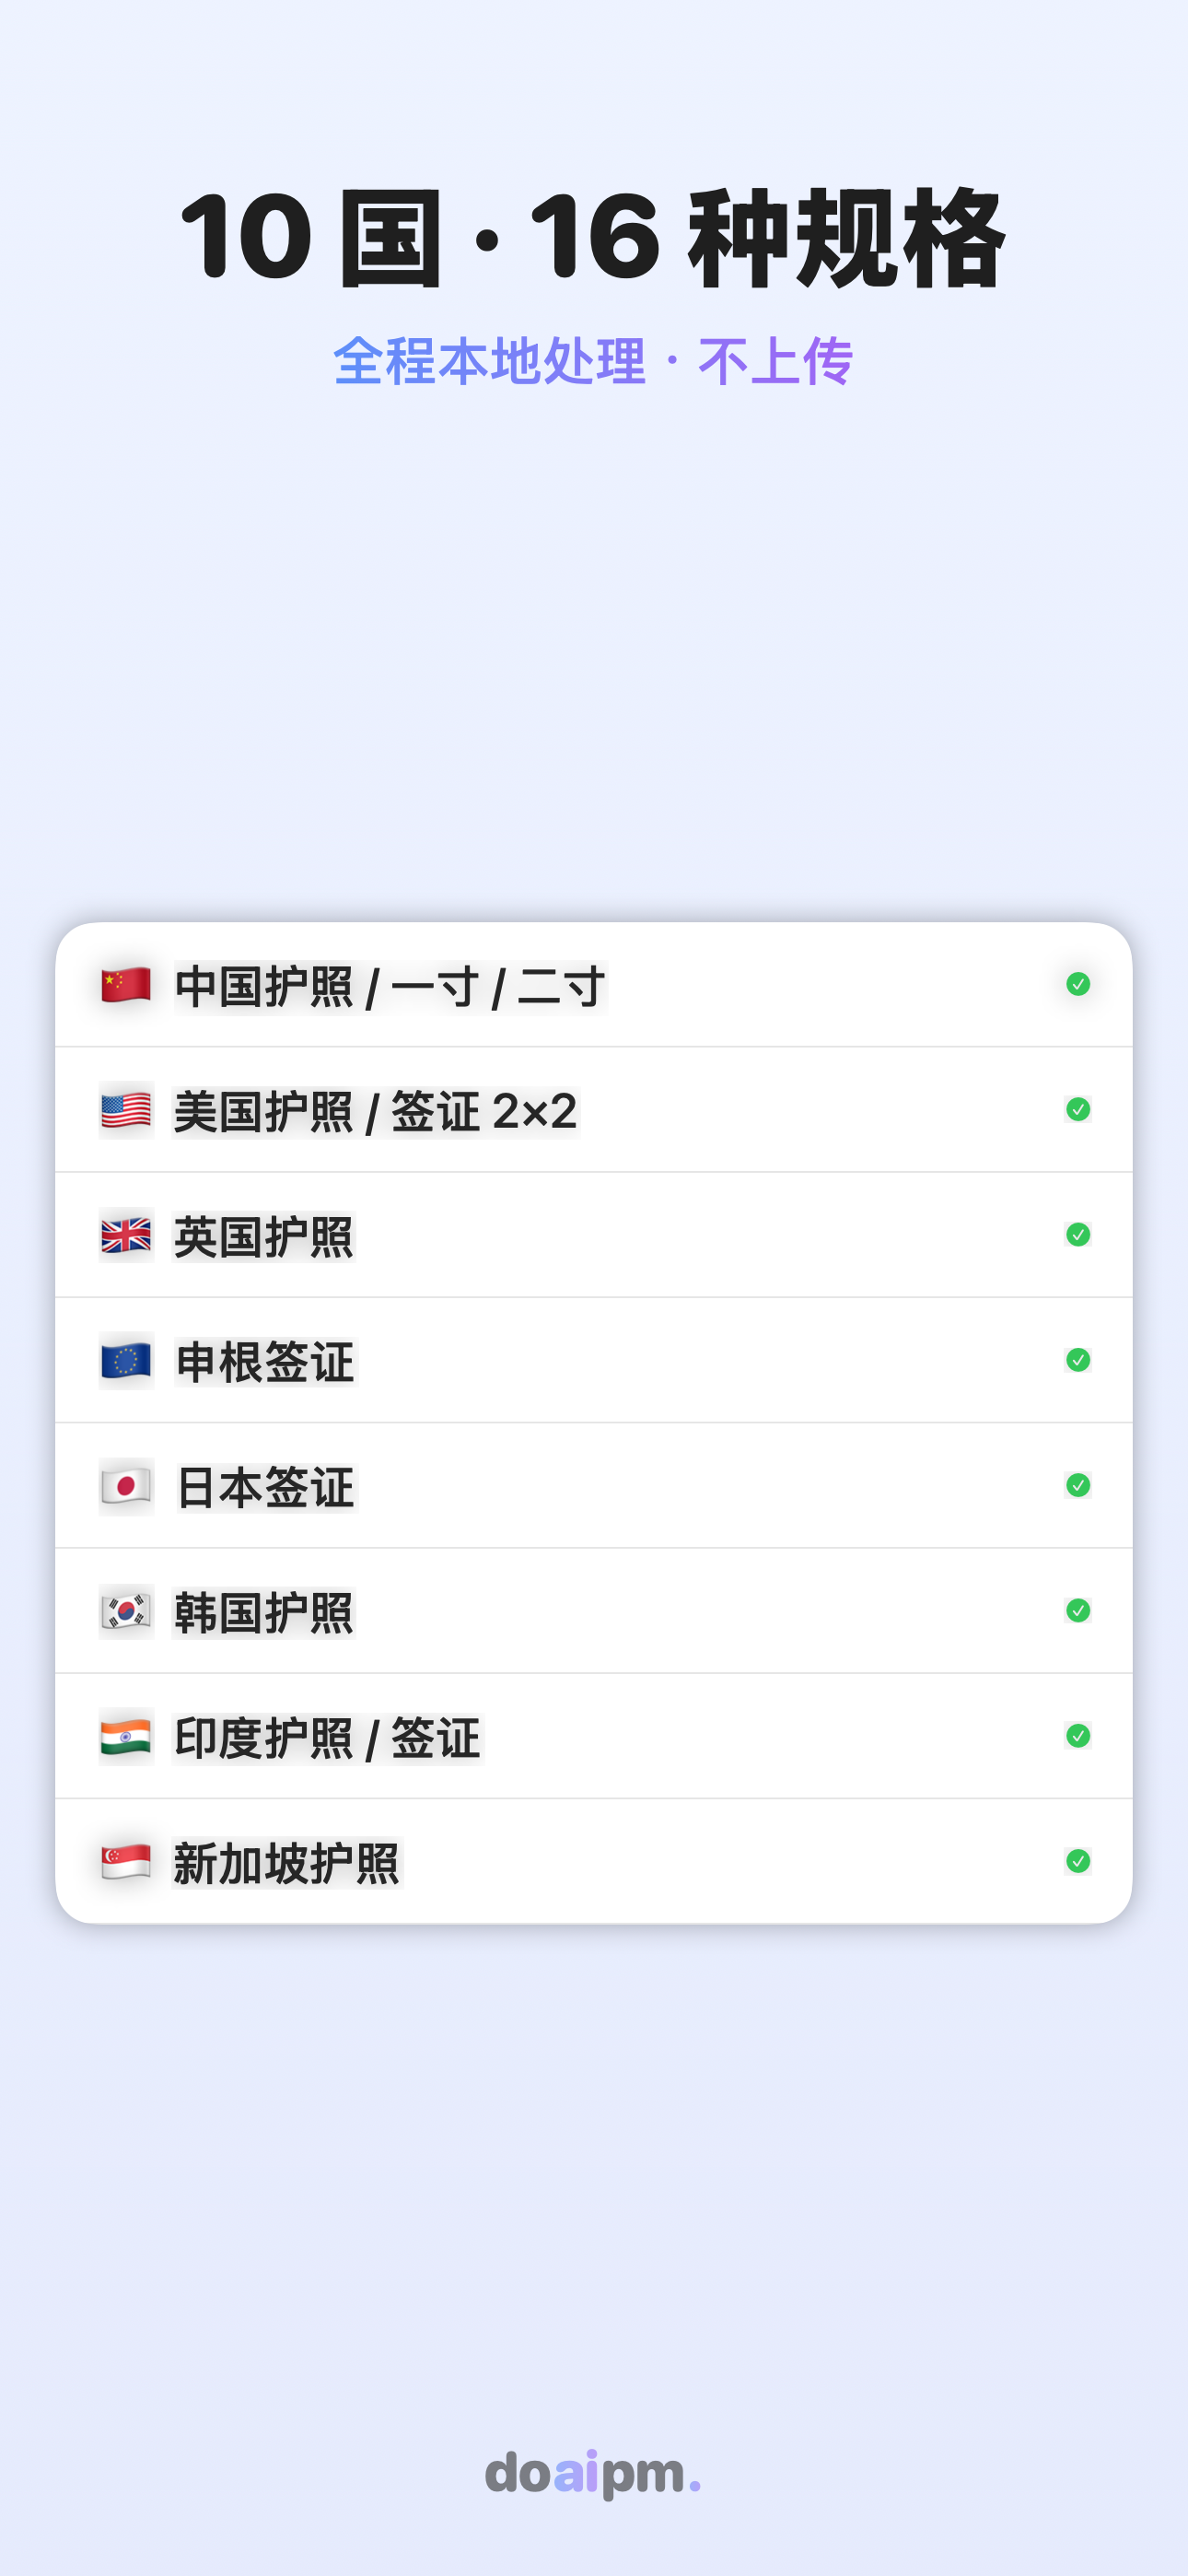 10 国 · 16 种规格
全程本地处理 · 不上传
中国护照 / 一寸 / 二寸
美国护照 / 签证 2×2
英国护照
申根签证
日本签证
韩国护照
印度护照 / 签证
新加坡护照
doaipm.